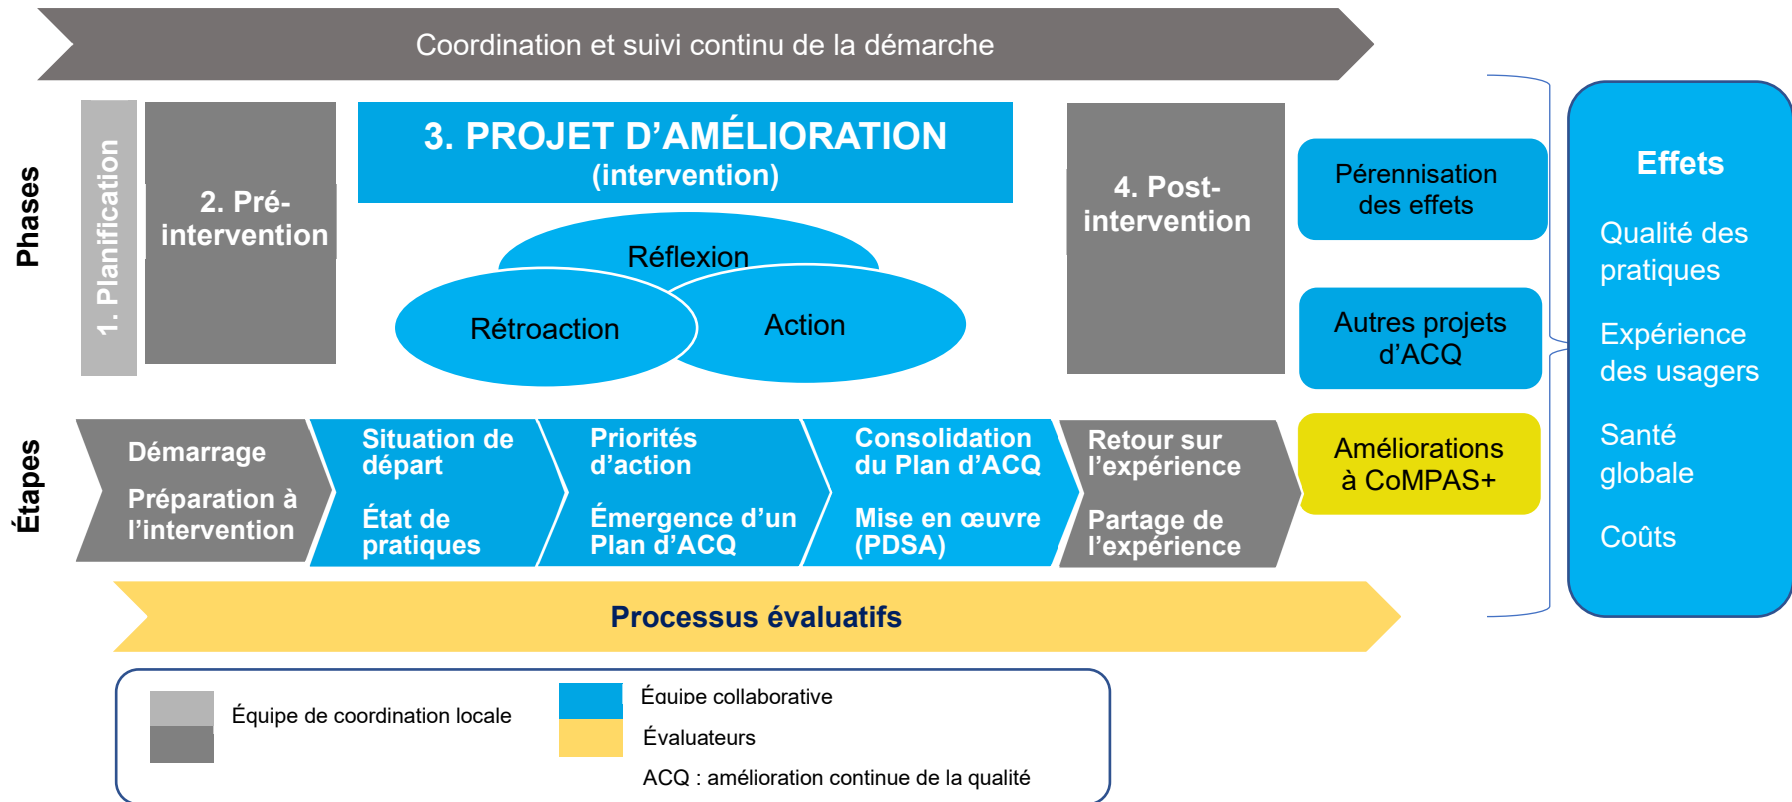 Coordination et suivi continu de la démarche
Phases
1. Planification
2. Pré-
intervention
3. PROJET D’AMÉLIORATION
(intervention)
Réflexion
Rétroaction
Action
4. Post-
intervention
Pérennisation
des effets
Autres projets
d’ACQ
Améliorations
à CoMPAS+
Effets
Qualité des
pratiques
Expérience
des usagers
Santé
globale
Coûts
Étapes
Démarrage
Préparation à
l’intervention
Situation de
départ
État de
pratiques
Priorités
d’action
Émergence d’un
Plan d’ACQ
Consolidation
du Plan d’ACQ
Mise en œuvre
(PDSA)
Retour sur
l’expérience
Partage de
l’expérience
Processus évaluatifs
Équipe de coordination locale
Équipe collaborative
Évaluateurs
ACQ : amélioration continue de la qualité